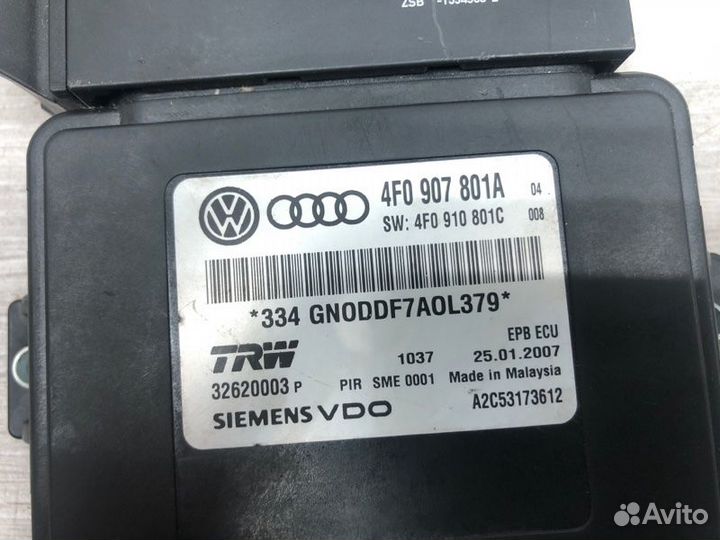 ZSB
4F0 907 801A 04
SW: 4F0 910 801C 008
*334 GNODDF7AOL379*
EPB ECU
TRW 1037 25.01.2007
32620003 P PIR SME 0001 Made in Malaysia
SIEMENS VDO A2C53173612
Avito